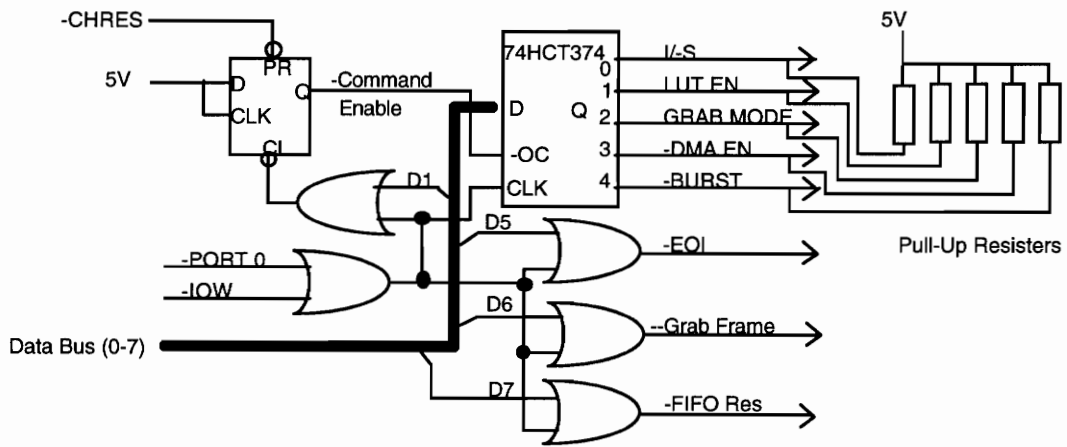 -CHRES
5V
PR
D
Q
CLK
CL
-Command
Enable
74HCT374
D
Q
-OC
CLK
0
1
2
3
4
I/-S
LUT EN
GRAB MODE
-DMA EN
-BURST
5V
Pull-Up Resisters
D1
-PORT 0
-IOW
Data Bus (0-7)
D5
-EOI
D6
--Grab Frame
D7
-FIFO Res